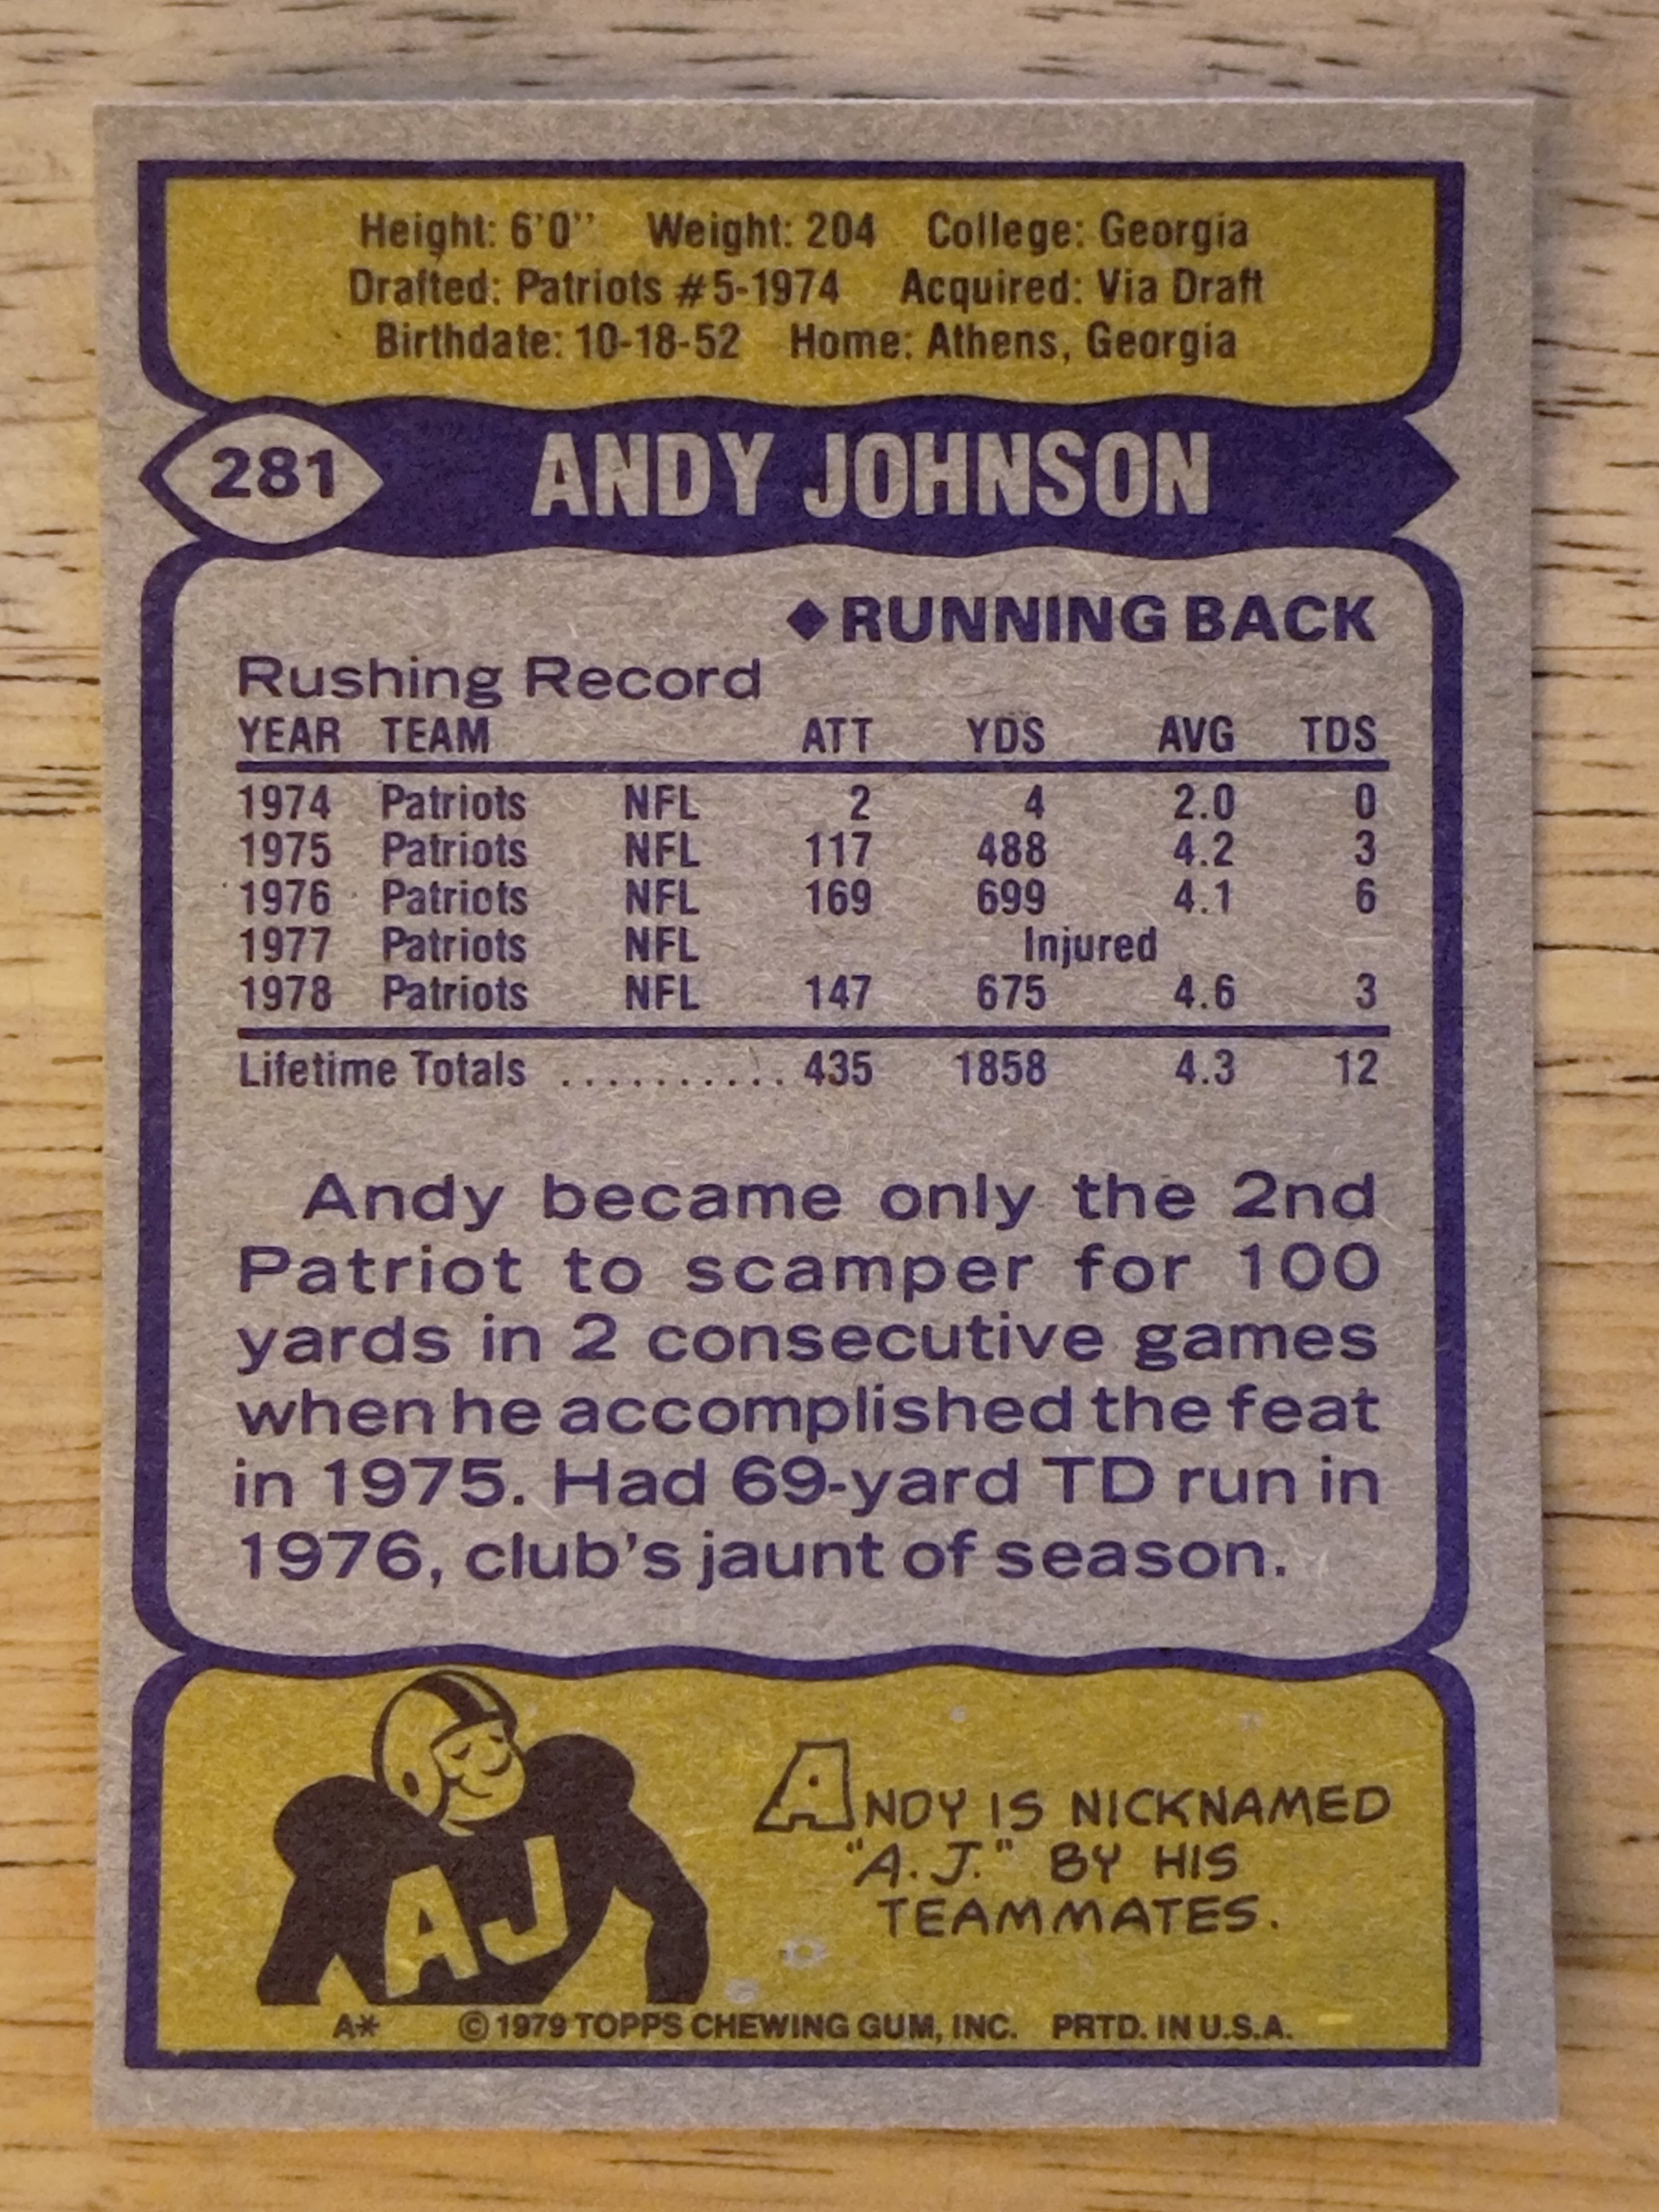 Height: 6'0'' Weight: 204 College: Georgia
Drafted: Patriots #5-1974 Acquired: Via Draft
Birthdate: 10-18-52 Home: Athens, Georgia
281 ANDY JOHNSON
◆RUNNING BACK
Rushing Record
YEAR TEAM ATT YDS AVG TDS
1974 Patriots NFL 2 4 2.0 0
1975 Patriots NFL 117 488 4.2 3
1976 Patriots NFL 169 699 4.1 6
1977 Patriots NFL Injured
1978 Patriots NFL 147 675 4.6 3
Lifetime Totals .......... 435 1858 4.3 12
Andy became only the 2nd
Patriot to scamper for 100
yards in 2 consecutive games
when he accomplished the feat
in 1975. Had 69-yard TD run in
1976, club's jaunt of season.
ANDY IS NICKNAMED
"A.J." BY HIS
TEAMMATES.
AJ
A* ©1979 TOPPS CHEWING GUM, INC. PRTD. IN U.S.A.